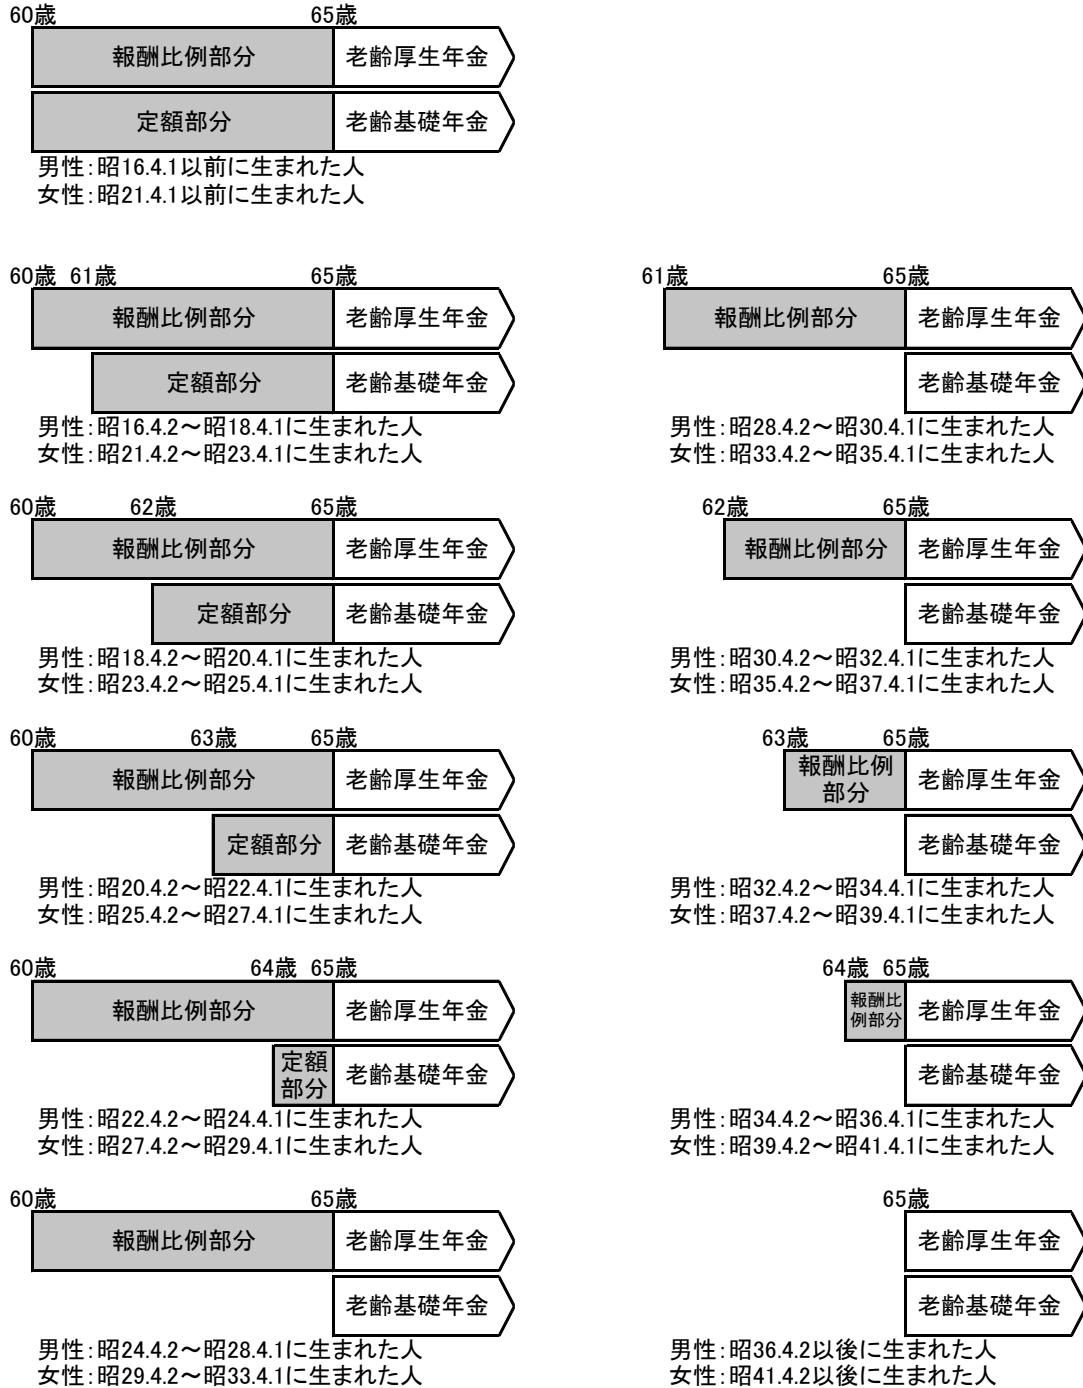 60歳 65歳
報酬比例部分 老齢厚生年金
定額部分 老齢基礎年金
男性:昭16.4.1以前に生まれた人
女性:昭21.4.1以前に生まれた人
60歳 61歳 65歳
報酬比例部分 老齢厚生年金
定額部分 老齢基礎年金
男性:昭16.4.2~昭18.4.1に生まれた人
女性:昭21.4.2~昭23.4.1に生まれた人
60歳 62歳 65歳
報酬比例部分 老齢厚生年金
定額部分 老齢基礎年金
男性:昭18.4.2~昭20.4.1に生まれた人
女性:昭23.4.2~昭25.4.1に生まれた人
60歳 63歳 65歳
報酬比例部分 老齢厚生年金
定額部分 老齢基礎年金
男性:昭20.4.2~昭22.4.1に生まれた人
女性:昭25.4.2~昭27.4.1に生まれた人
60歳 64歳 65歳
報酬比例部分 老齢厚生年金
定額
部分 老齢基礎年金
男性:昭22.4.2~昭24.4.1に生まれた人
女性:昭27.4.2~昭29.4.1に生まれた人
60歳 65歳
報酬比例部分 老齢厚生年金
老齢基礎年金
男性:昭24.4.2~昭28.4.1に生まれた人
女性:昭29.4.2~昭33.4.1に生まれた人
61歳 65歳
報酬比例部分 老齢厚生年金
老齢基礎年金
男性:昭28.4.2~昭30.4.1に生まれた人
女性:昭33.4.2~昭35.4.1に生まれた人
62歳 65歳
報酬比例部分 老齢厚生年金
老齢基礎年金
男性:昭30.4.2~昭32.4.1に生まれた人
女性:昭35.4.2~昭37.4.1に生まれた人
63歳 65歳
報酬比例
部分 老齢厚生年金
老齢基礎年金
男性:昭32.4.2~昭34.4.1に生まれた人
女性:昭37.4.2~昭39.4.1に生まれた人
64歳 65歳
報酬比
例部分 老齢厚生年金
老齢基礎年金
男性:昭34.4.2~昭36.4.1に生まれた人
女性:昭39.4.2~昭41.4.1に生まれた人
65歳
老齢厚生年金
老齢基礎年金
男性:昭36.4.2以後に生まれた人
女性:昭41.4.2以後に生まれた人